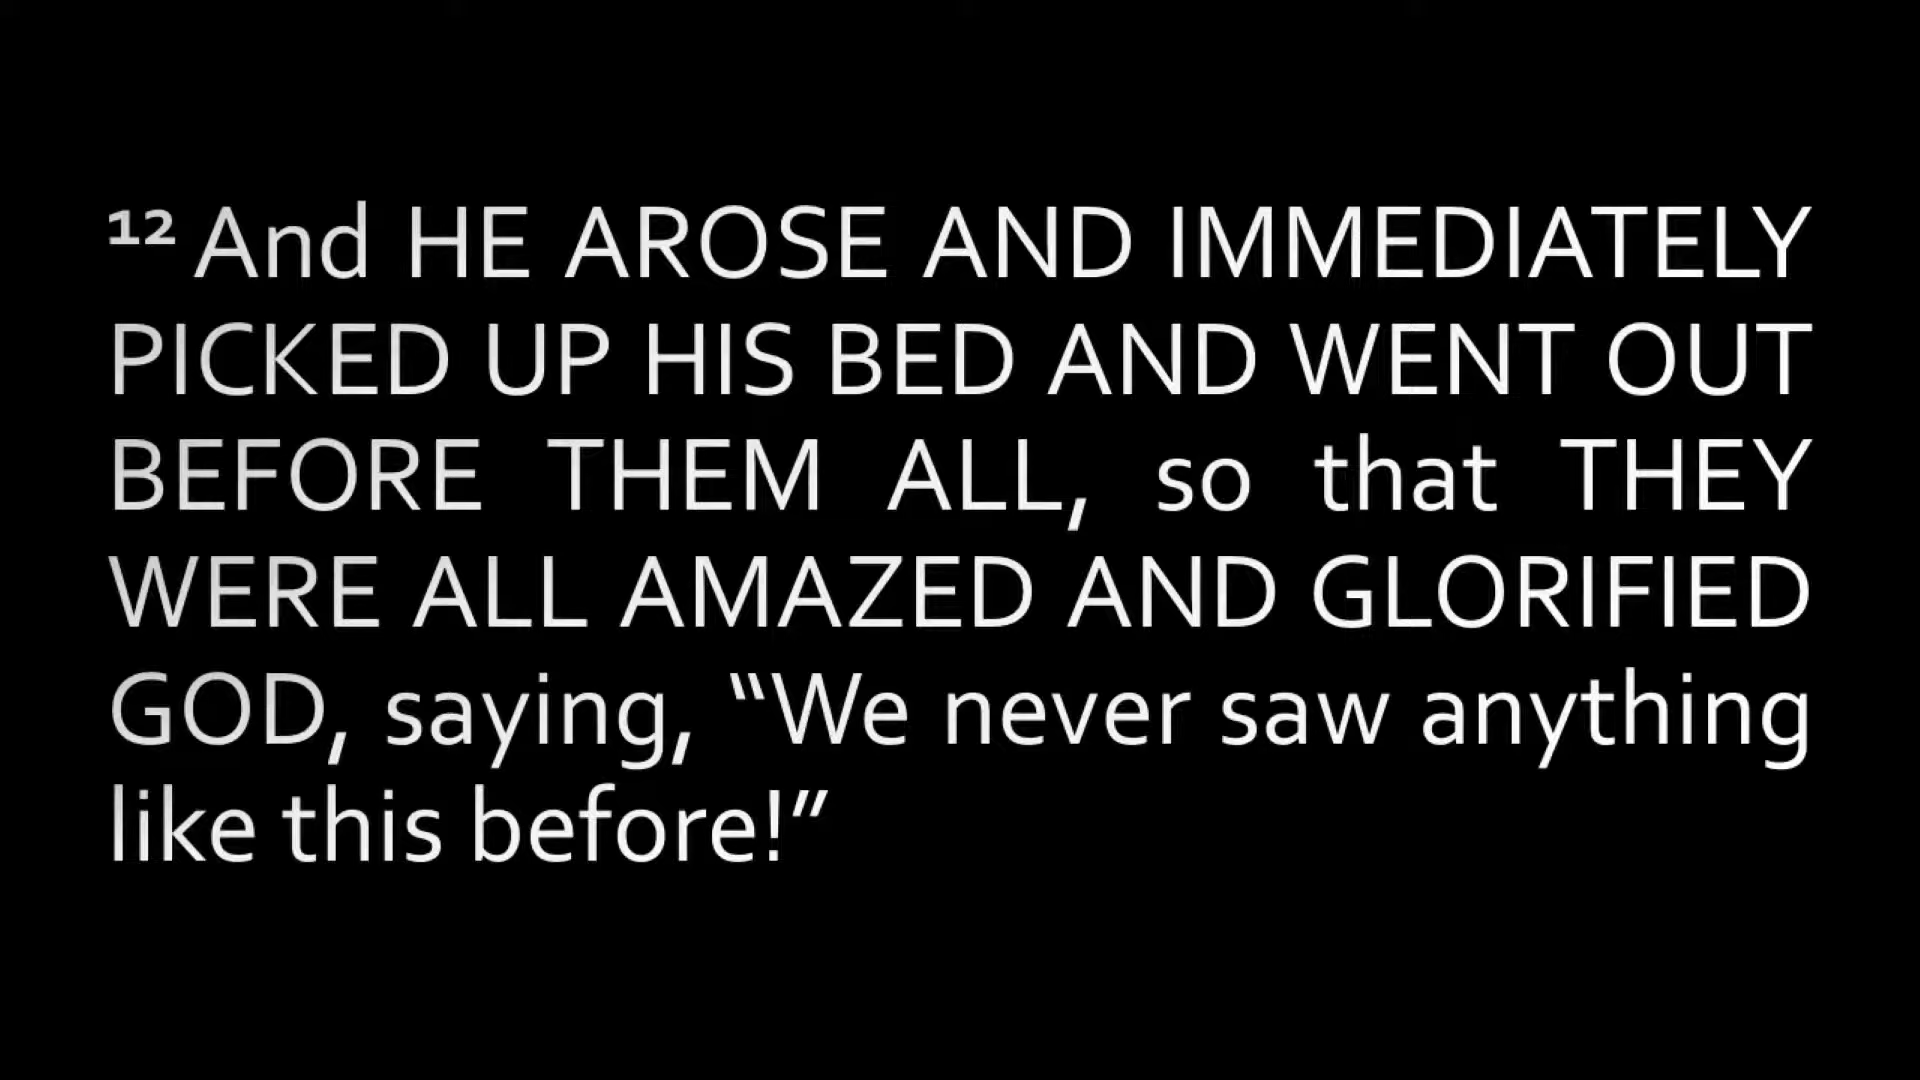 ¹² And HE AROSE AND IMMEDIATELY
PICKED UP HIS BED AND WENT OUT
BEFORE THEM ALL, so that THEY
WERE ALL AMAZED AND GLORIFIED
GOD, saying, “We never saw anything
like this before!”